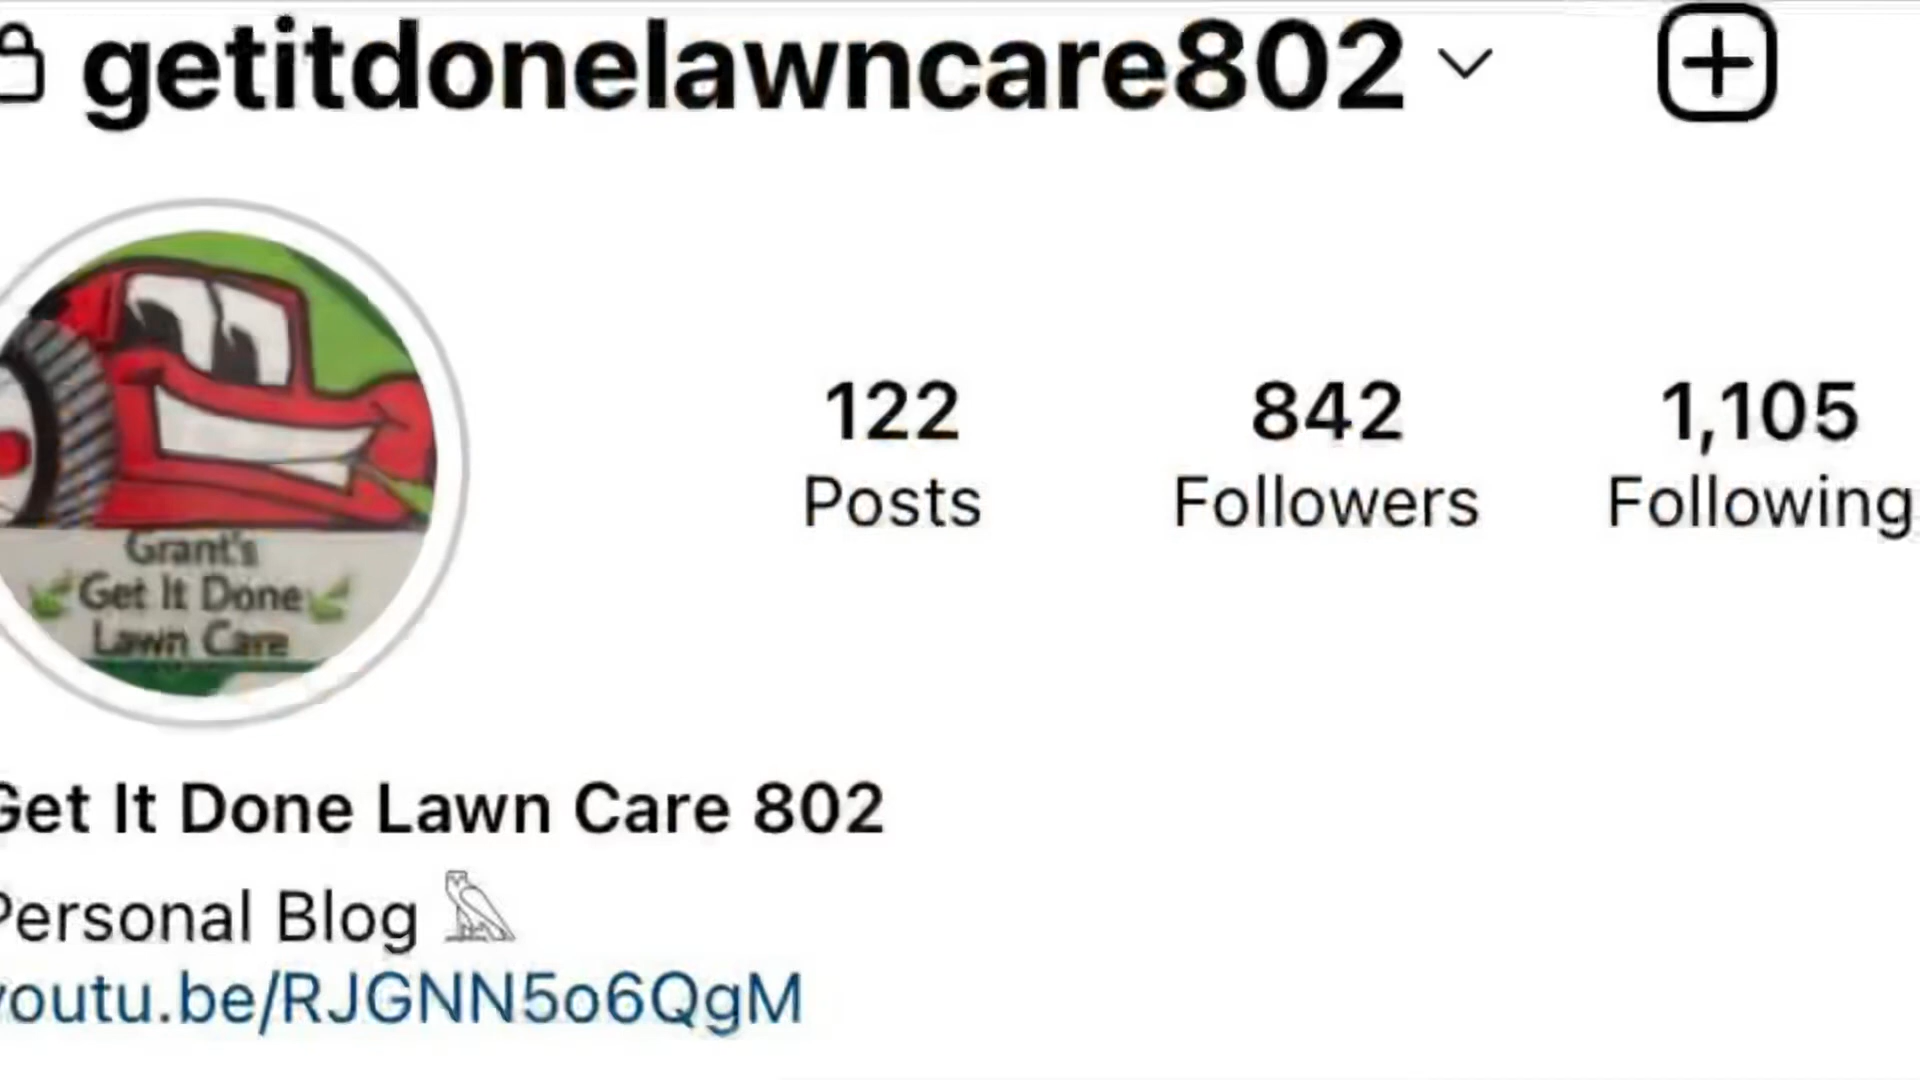 getitdonelawncare802
122
Posts
842
Followers
1,105
Following
Grant's
Get It Done
Lawn Care
Get It Done Lawn Care 802
Personal Blog
youtu.be/RJGNN5o6QgM